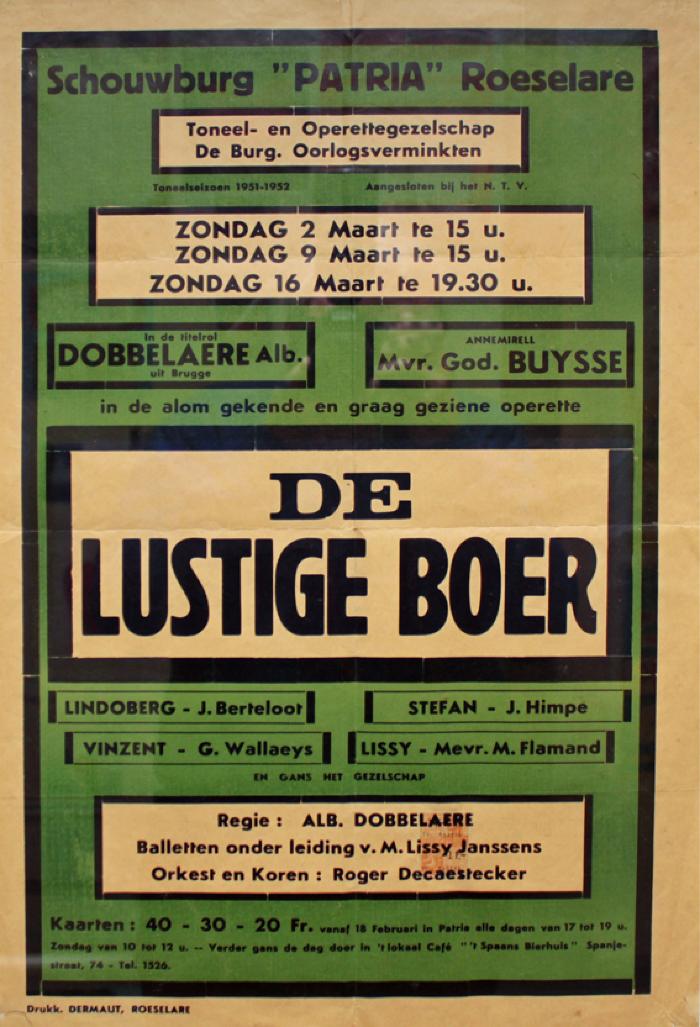 Schouwburg "PATRIA" Roeselare
Toneel- en Operettegezelschap
De Burg. Oorlogsverminkten
Toneelseizoen 1951-1952 Aangesloten bij het N. T. V.
ZONDAG 2 Maart te 15 u.
ZONDAG 9 Maart te 15 u.
ZONDAG 16 Maart te 19.30 u.
In de titelrol
DOBBELAERE Alb.
uit Brugge
ANNEMIRELL
Mvr. God. BUYSSE
in de alom gekende en graag geziene operette
DE
LUSTIGE BOER
LINDOBERG - J. Berteloot
STEFAN - J. Himpe
VINZENT - G. Wallaeys
LISSY - Mevr. M. Flamand
EN GANS HET GEZELSCHAP
Regie : ALB. DOBBELAERE
Balletten onder leiding v. M. Lissy Janssens
Orkest en Koren : Roger Decaestecker
Kaarten : 40 - 30 - 20 Fr. vanaf 18 Februari in Patria alle dagen van 17 tot 19 u.
Zondag van 10 tot 12 u. -- Verder gans de dag door in 't lokaal Café "'t Spaans Bierhuis" Spanje-
straat, 74 - Tel. 1526.
Drukk. DERMAUT, ROESELARE